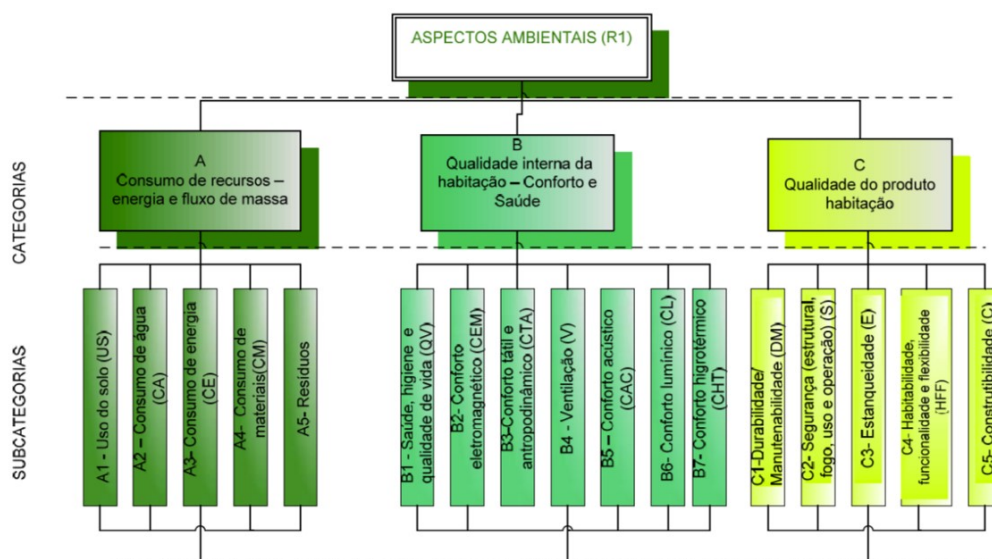 ASPECTOS AMBIENTAIS (R1)
CATEGORIAS
A
Consumo de recursos –
energia e fluxo de massa
B
Qualidade interna da
habitação – Conforto e
Saúde
C
Qualidade do produto
habitação
SUBCATEGORIAS
A1 - Uso do solo (US)
A2 – Consumo de água
(CA)
A3- Consumo de energia
(CE)
A4- Consumo de
materiais(CM)
A5- Resíduos
B1 - Saúde, higiene e
qualidade de vida (QV)
B2- Conforto
eletromagnético (CEM)
B3–Conforto tátil e
antropodinâmico (CTA)
B4 - Ventilação (V)
B5 – Conforto acústico
(CAC)
B6- Conforto lumínico (CL)
B7- Conforto higrotérmico
(CHT)
C1-Durabilidade/
Manutenabilidade (DM)
C2- Segurança (estrutural,
fogo, uso e operação) (S)
C3- Estanqueidade (E)
C4- Habitabilidade,
funcionalidade e flexibilidade
(HFF)
C5- Construtibilidade (C)